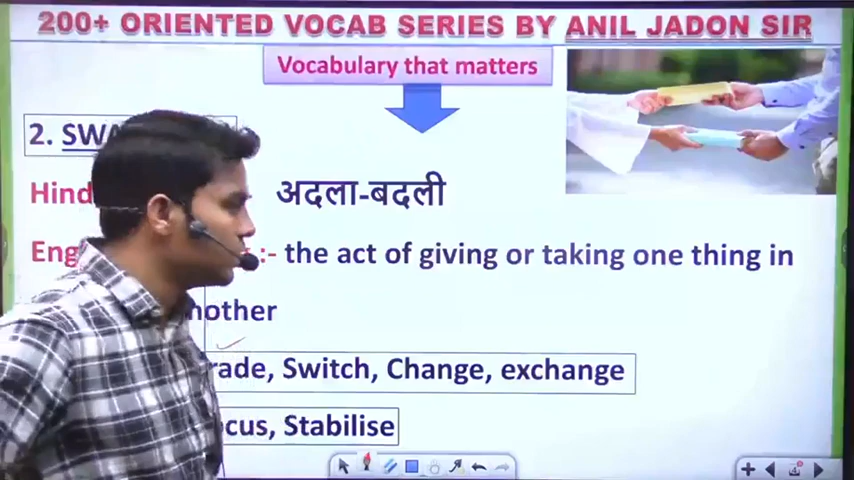 200+ ORIENTED VOCAB SERIES BY ANIL JADON SIR
Vocabulary that matters
2. SWA
Hind
अदला-बदली
Eng :- the act of giving or taking one thing in
nother
rade, Switch, Change, exchange
cus, Stabilise